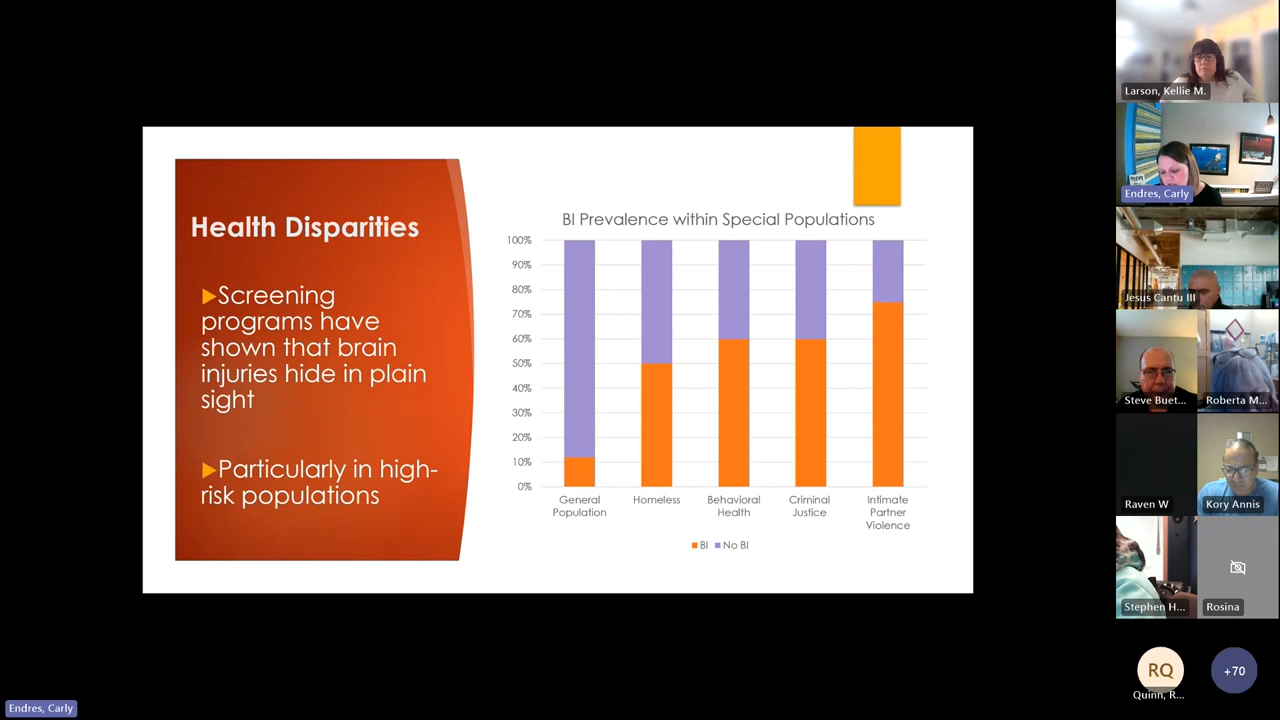 Health Disparities
►Screening
programs have
shown that brain
injuries hide in plain
sight
►Particularly in high-
risk populations
BI Prevalence within Special Populations
100%
90%
80%
70%
60%
50%
40%
30%
20%
10%
0%
General
Population
Homeless
Behavioral
Health
Criminal
Justice
Intimate
Partner
Violence
BI
No BI
Larson, Kellie M.
Endres, Carly
Jesus Cantu III
Steve Buet...
Roberta M...
Raven W
Kory Annis
Stephen H...
Rosina
RQ
+70
Quinn, R...
Endres, Carly